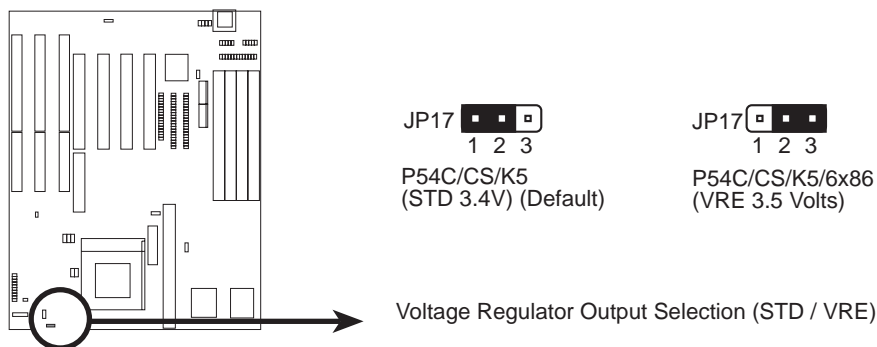 JP17
1 2 3
P54C/CS/K5
(STD 3.4V) (Default)
JP17
1 2 3
P54C/CS/K5/6x86
(VRE 3.5 Volts)
Voltage Regulator Output Selection (STD / VRE)